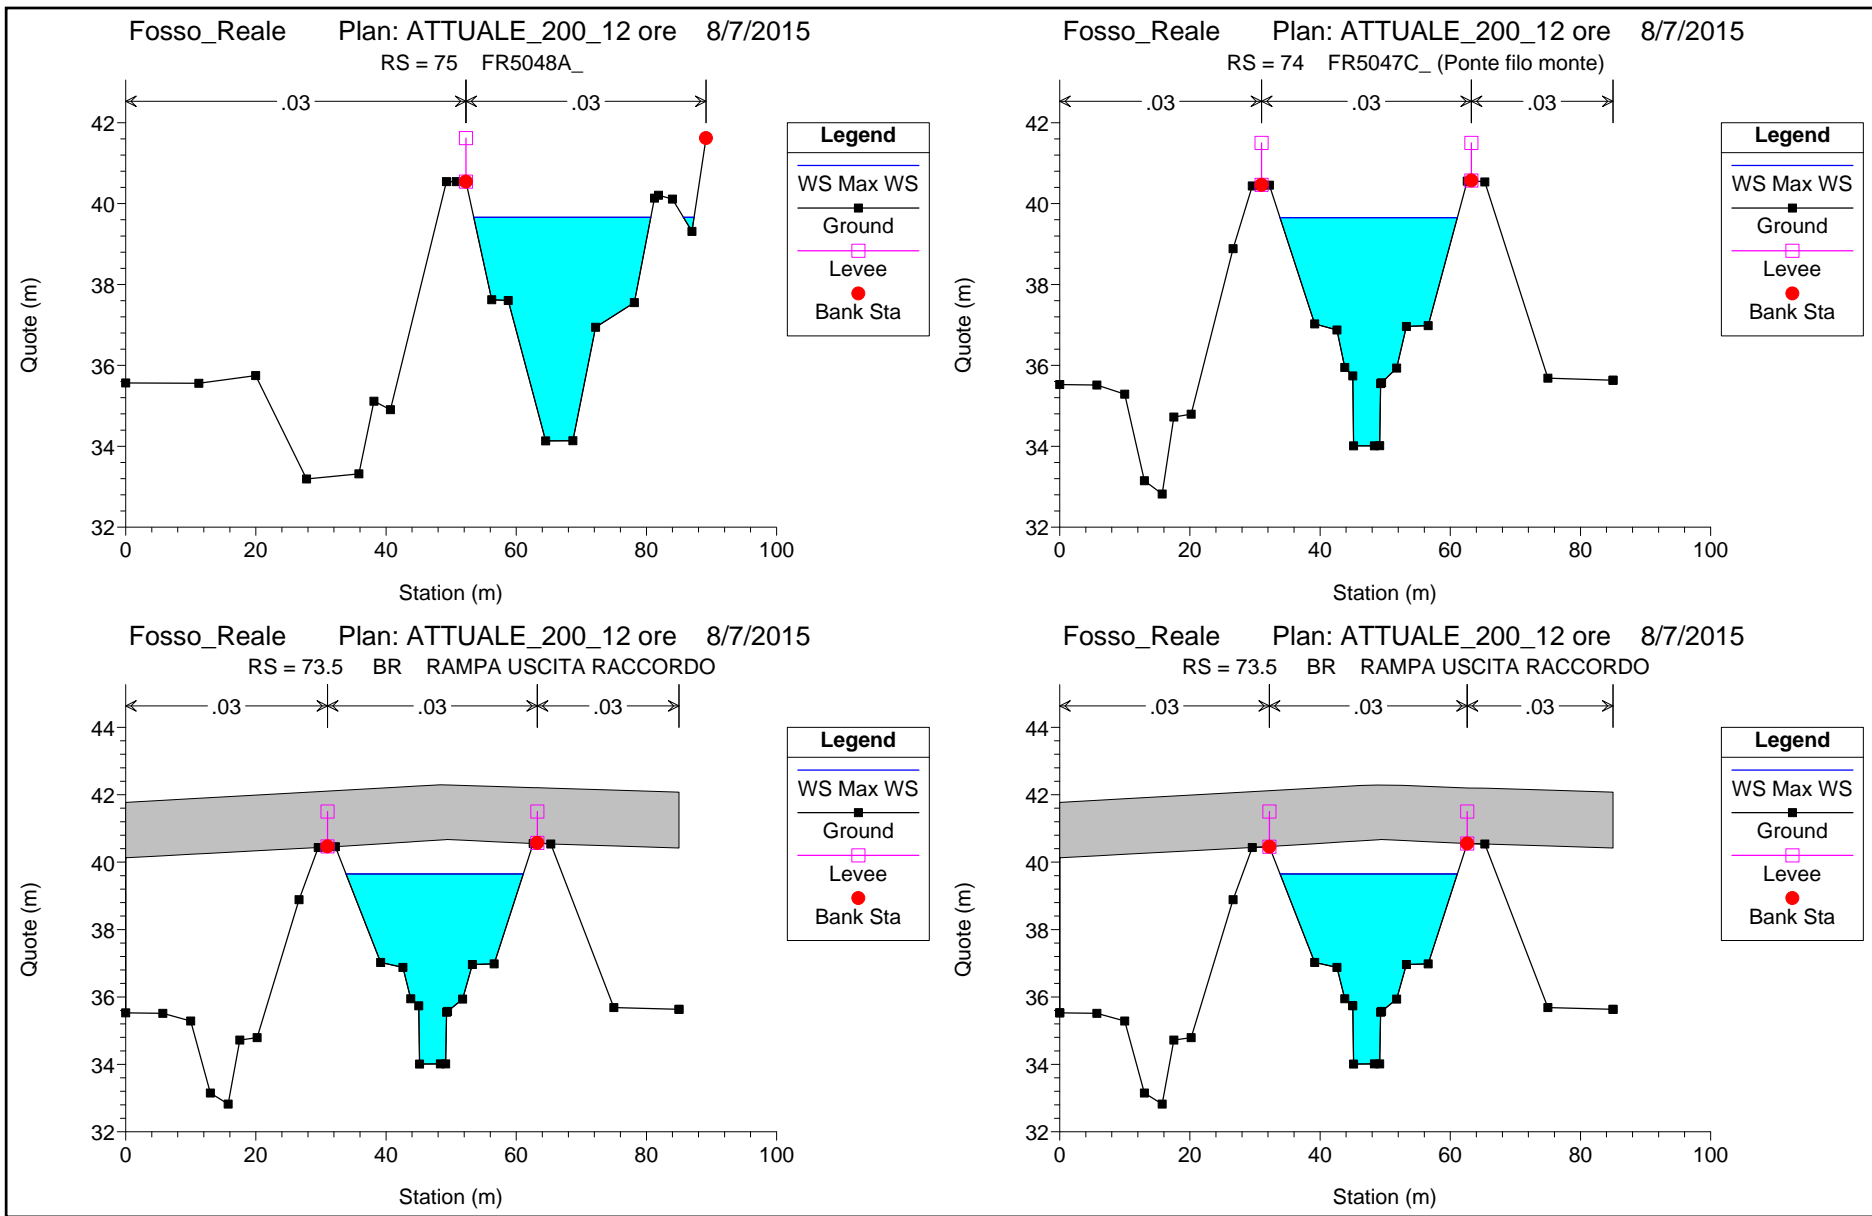 Fosso_Reale Plan: ATTUALE_200_12 ore 8/7/2015
RS = 75 FR5048A_
.03 .03
42
40
38
36
34
32
0 20 40 60 80 100
Quote (m)
Station (m)
Legend
WS Max WS
Ground
Levee
Bank Sta
Fosso_Reale Plan: ATTUALE_200_12 ore 8/7/2015
RS = 74 FR5047C_ (Ponte filo monte)
.03 .03 .03
42
40
38
36
34
32
0 20 40 60 80 100
Quote (m)
Station (m)
Legend
WS Max WS
Ground
Levee
Bank Sta
Fosso_Reale Plan: ATTUALE_200_12 ore 8/7/2015
RS = 73.5 BR RAMPA USCITA RACCORDO
.03 .03 .03
44
42
40
38
36
34
32
0 20 40 60 80 100
Quote (m)
Station (m)
Legend
WS Max WS
Ground
Levee
Bank Sta
Fosso_Reale Plan: ATTUALE_200_12 ore 8/7/2015
RS = 73.5 BR RAMPA USCITA RACCORDO
.03 .03 .03
44
42
40
38
36
34
32
0 20 40 60 80 100
Quote (m)
Station (m)
Legend
WS Max WS
Ground
Levee
Bank Sta